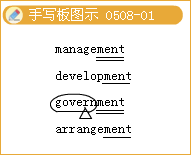 手写板图示 0508-01
management
development
government
arrangement